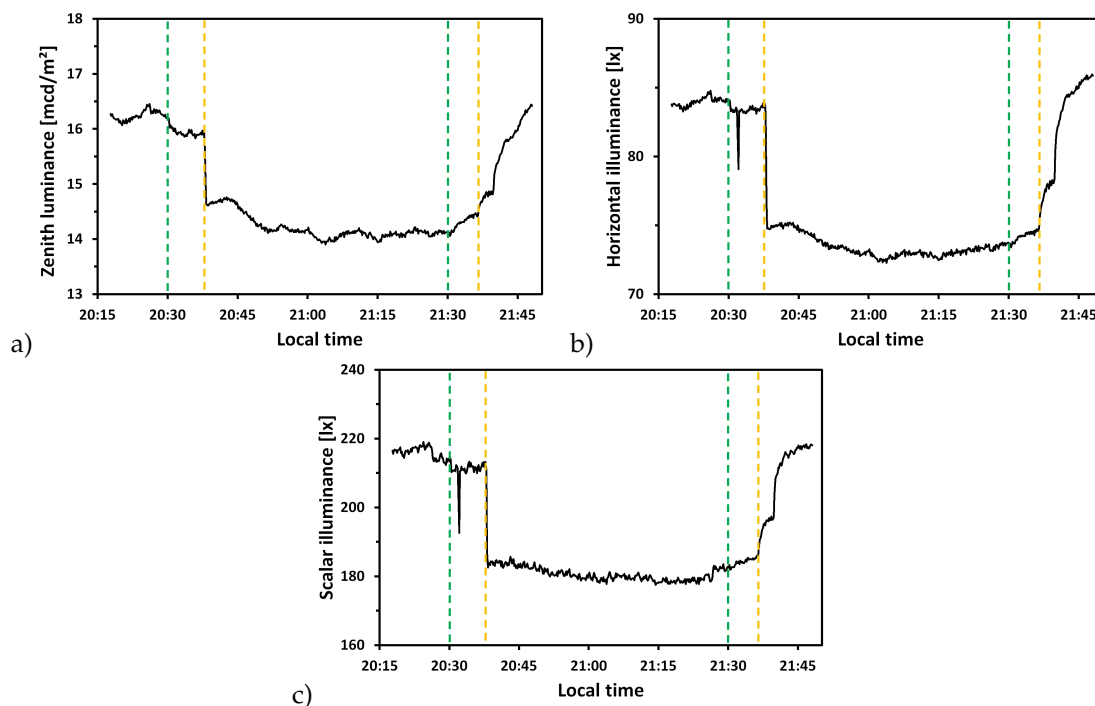 Zenith luminance [mcd/m²]
18
17
16
15
14
13
20:15 20:30 20:45 21:00 21:15 21:30 21:45
Local time
a)
Horizontal illuminance [lx]
90
80
70
20:15 20:30 20:45 21:00 21:15 21:30 21:45
Local time
b)
Scalar illuminance [lx]
240
220
200
180
160
20:15 20:30 20:45 21:00 21:15 21:30 21:45
Local time
c)